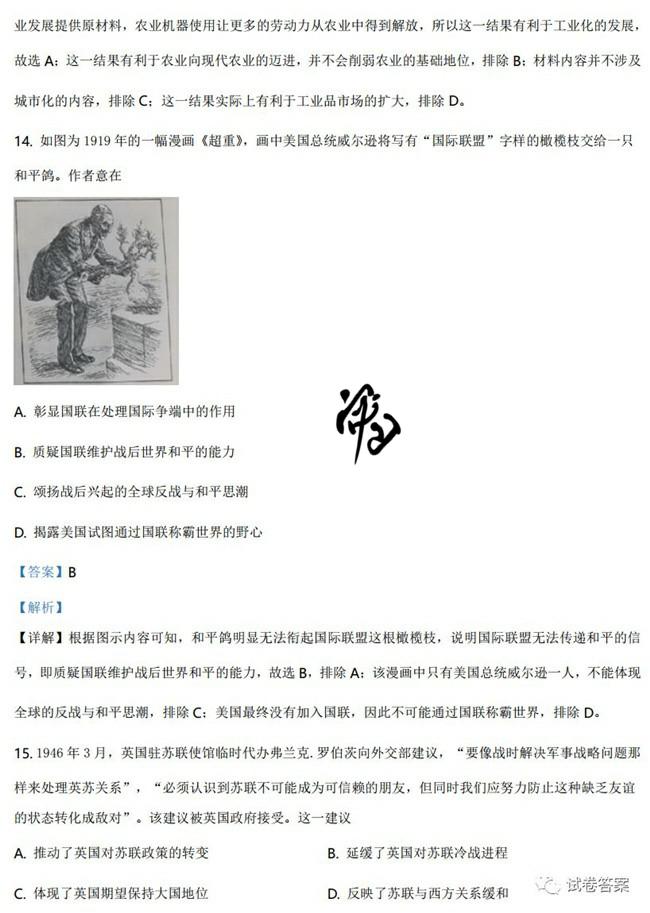 业发展提供原材料，农业机器使用让更多的劳动力从农业中得到解放，所以这一结果有利于工业化的发展，
故选 A；这一结果有利于农业向现代农业的迈进，并不会削弱农业的基础地位，排除 B；材料内容并不涉及
城市化的内容，排除 C；这一结果实际上有利于工业品市场的扩大，排除 D。
14. 如图为 1919 年的一幅漫画《超重》，画中美国总统威尔逊将写有“国际联盟”字样的橄榄枝交给一只
和平鸽。作者意在
A. 彰显国联在处理国际争端中的作用
B. 质疑国联维护战后世界和平的能力
C. 颂扬战后兴起的全球反战与和平思潮
D. 揭露美国试图通过国联称霸世界的野心
【答案】B
【解析】
【详解】根据图示内容可知，和平鸽明显无法衔起国际联盟这根橄榄枝，说明国际联盟无法传递和平的信
号，即质疑国联维护战后世界和平的能力，故选 B，排除 A；该漫画中只有美国总统威尔逊一人，不能体现
全球的反战与和平思潮，排除 C；美国最终没有加入国联，因此不可能通过国联称霸世界，排除 D。
15. 1946 年 3 月，英国驻苏联使馆临时代办弗兰克.罗伯茨向外交部建议，“要像战时解决军事战略问题那
样来处理英苏关系”，“必须认识到苏联不可能成为可信赖的朋友，但同时我们应努力防止这种缺乏友谊
的状态转化成敌对”。该建议被英国政府接受。这一建议
A. 推动了英国对苏联政策的转变
B. 延缓了英国对苏联冷战进程
C. 体现了英国期望保持大国地位
D. 反映了苏联与西方关系缓和
试卷答案